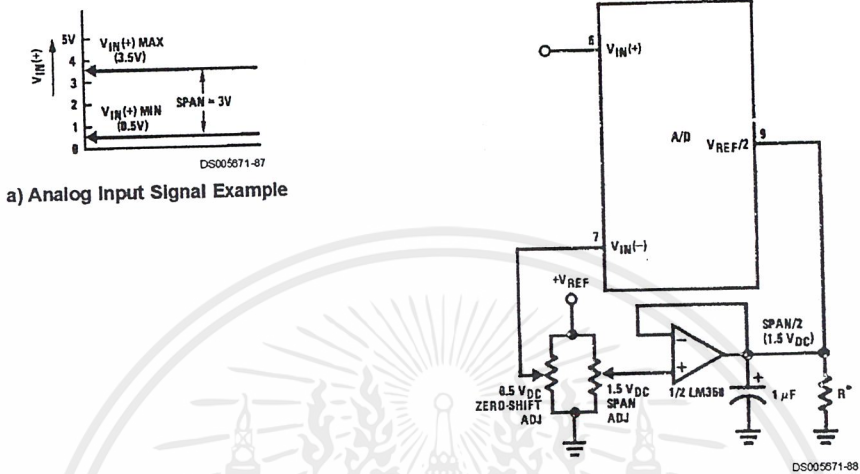 VIN(+)
5V
4
3
2
1
0
VIN(+) MAX
(3.5V)
SPAN = 3V
VIN(+) MIN
(0.5V)
DS005671-87
a) Analog Input Signal Example
6
VIN(+)
A/D
VREF/2
9
7
VIN(−)
+VREF
0.5 VDC
ZERO-SHIFT
ADJ
1.5 VDC
SPAN
ADJ
−
+
1/2 LM358
SPAN/2
(1.5 VDC)
+
1 µF
R*
DS005671-88